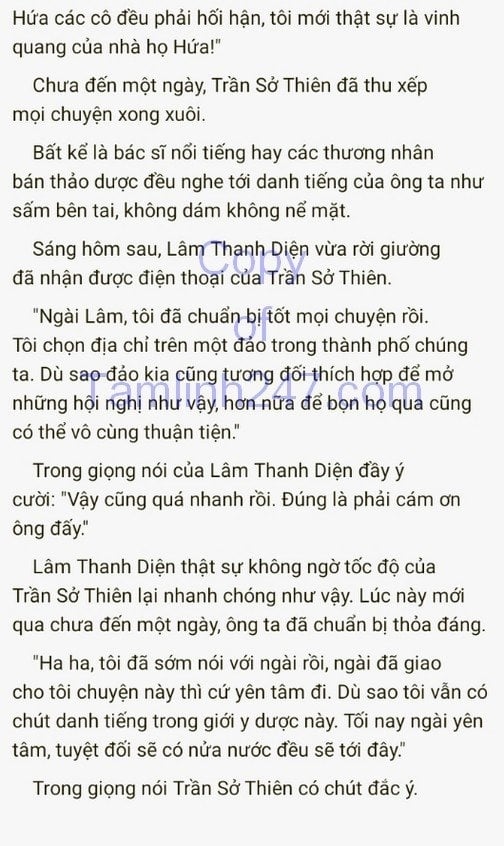 Hứa các cô đều phải hối hận, tôi mới thật sự là vinh
quang của nhà họ Hứa!"
Chưa đến một ngày, Trần Sở Thiên đã thu xếp
mọi chuyện xong xuôi.
Bất kể là bác sĩ nổi tiếng hay các thương nhân
bán thảo dược đều nghe tới danh tiếng của ông ta như
sấm bên tai, không dám không nể mặt.
Sáng hôm sau, Lâm Thanh Diện vừa rời giường
đã nhận được điện thoại của Trần Sở Thiên.
Copy
"Ngài Lâm, tôi đã chuẩn bị tốt mọi chuyện rồi.
of
Tôi chọn địa chỉ trên một đảo trong thành phố chúng
ta. Dù sao đảo kia cũng tương đối thích hợp để mở
Tamlinh247.com
những hội nghị như vậy, hơn nữa để bọn họ qua cũng
có thể vô cùng thuận tiện."
Trong giọng nói của Lâm Thanh Diện đầy ý
cười: "Vậy cũng quá nhanh rồi. Đúng là phải cám ơn
ông đấy."
Lâm Thanh Diện thật sự không ngờ tốc độ của
Trần Sở Thiên lại nhanh chóng như vậy. Lúc này mới
qua chưa đến một ngày, ông ta đã chuẩn bị thỏa đáng.
"Ha ha, tôi đã sớm nói với ngài rồi, ngài đã giao
cho tôi chuyện này thì cứ yên tâm đi. Dù sao tôi vẫn có
chút danh tiếng trong giới y dược này. Tối nay ngài yên
tâm, tuyệt đối sẽ có nửa nước đều sẽ tới đây."
Trong giọng nói Trần Sở Thiên có chút đắc ý.